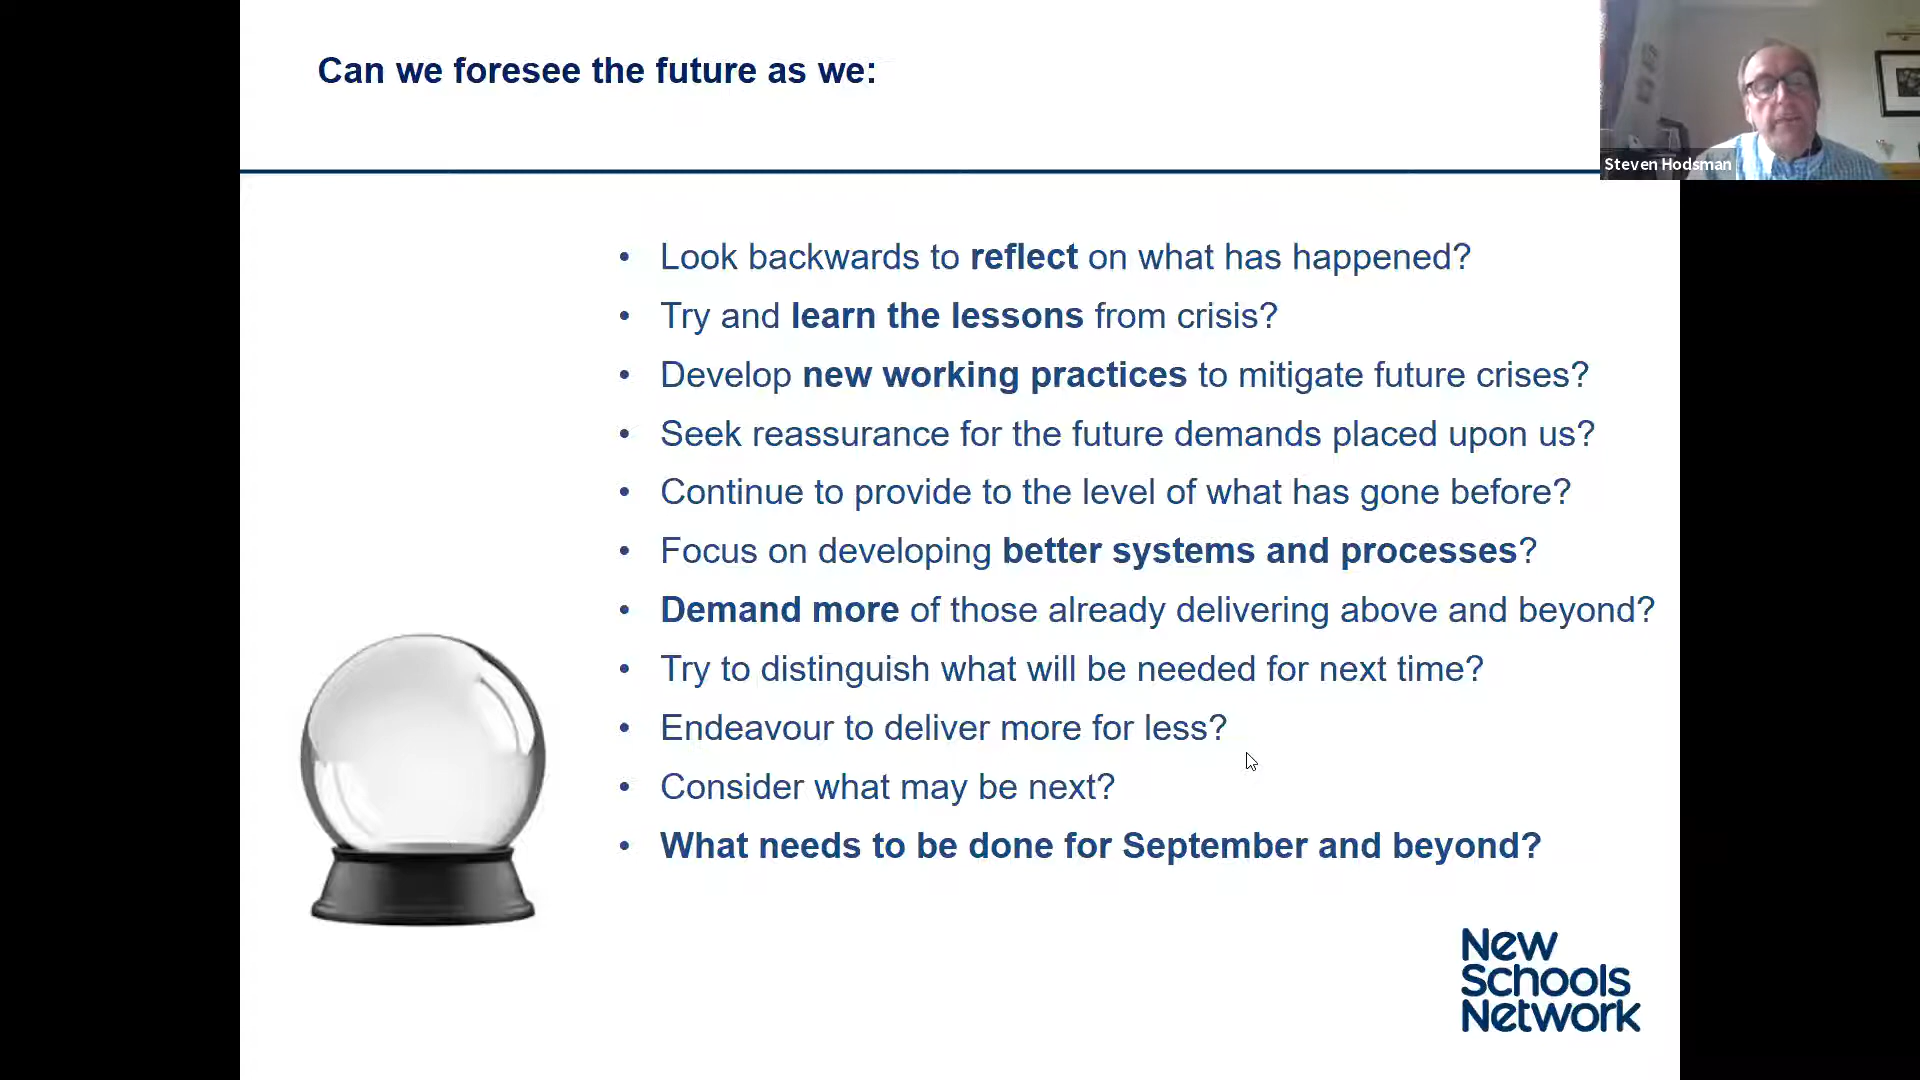 Can we foresee the future as we:
Steven Hodsman
• Look backwards to reflect on what has happened?
• Try and learn the lessons from crisis?
• Develop new working practices to mitigate future crises?
• Seek reassurance for the future demands placed upon us?
• Continue to provide to the level of what has gone before?
• Focus on developing better systems and processes?
• Demand more of those already delivering above and beyond?
• Try to distinguish what will be needed for next time?
• Endeavour to deliver more for less?
• Consider what may be next?
• What needs to be done for September and beyond?
New
Schools
Network